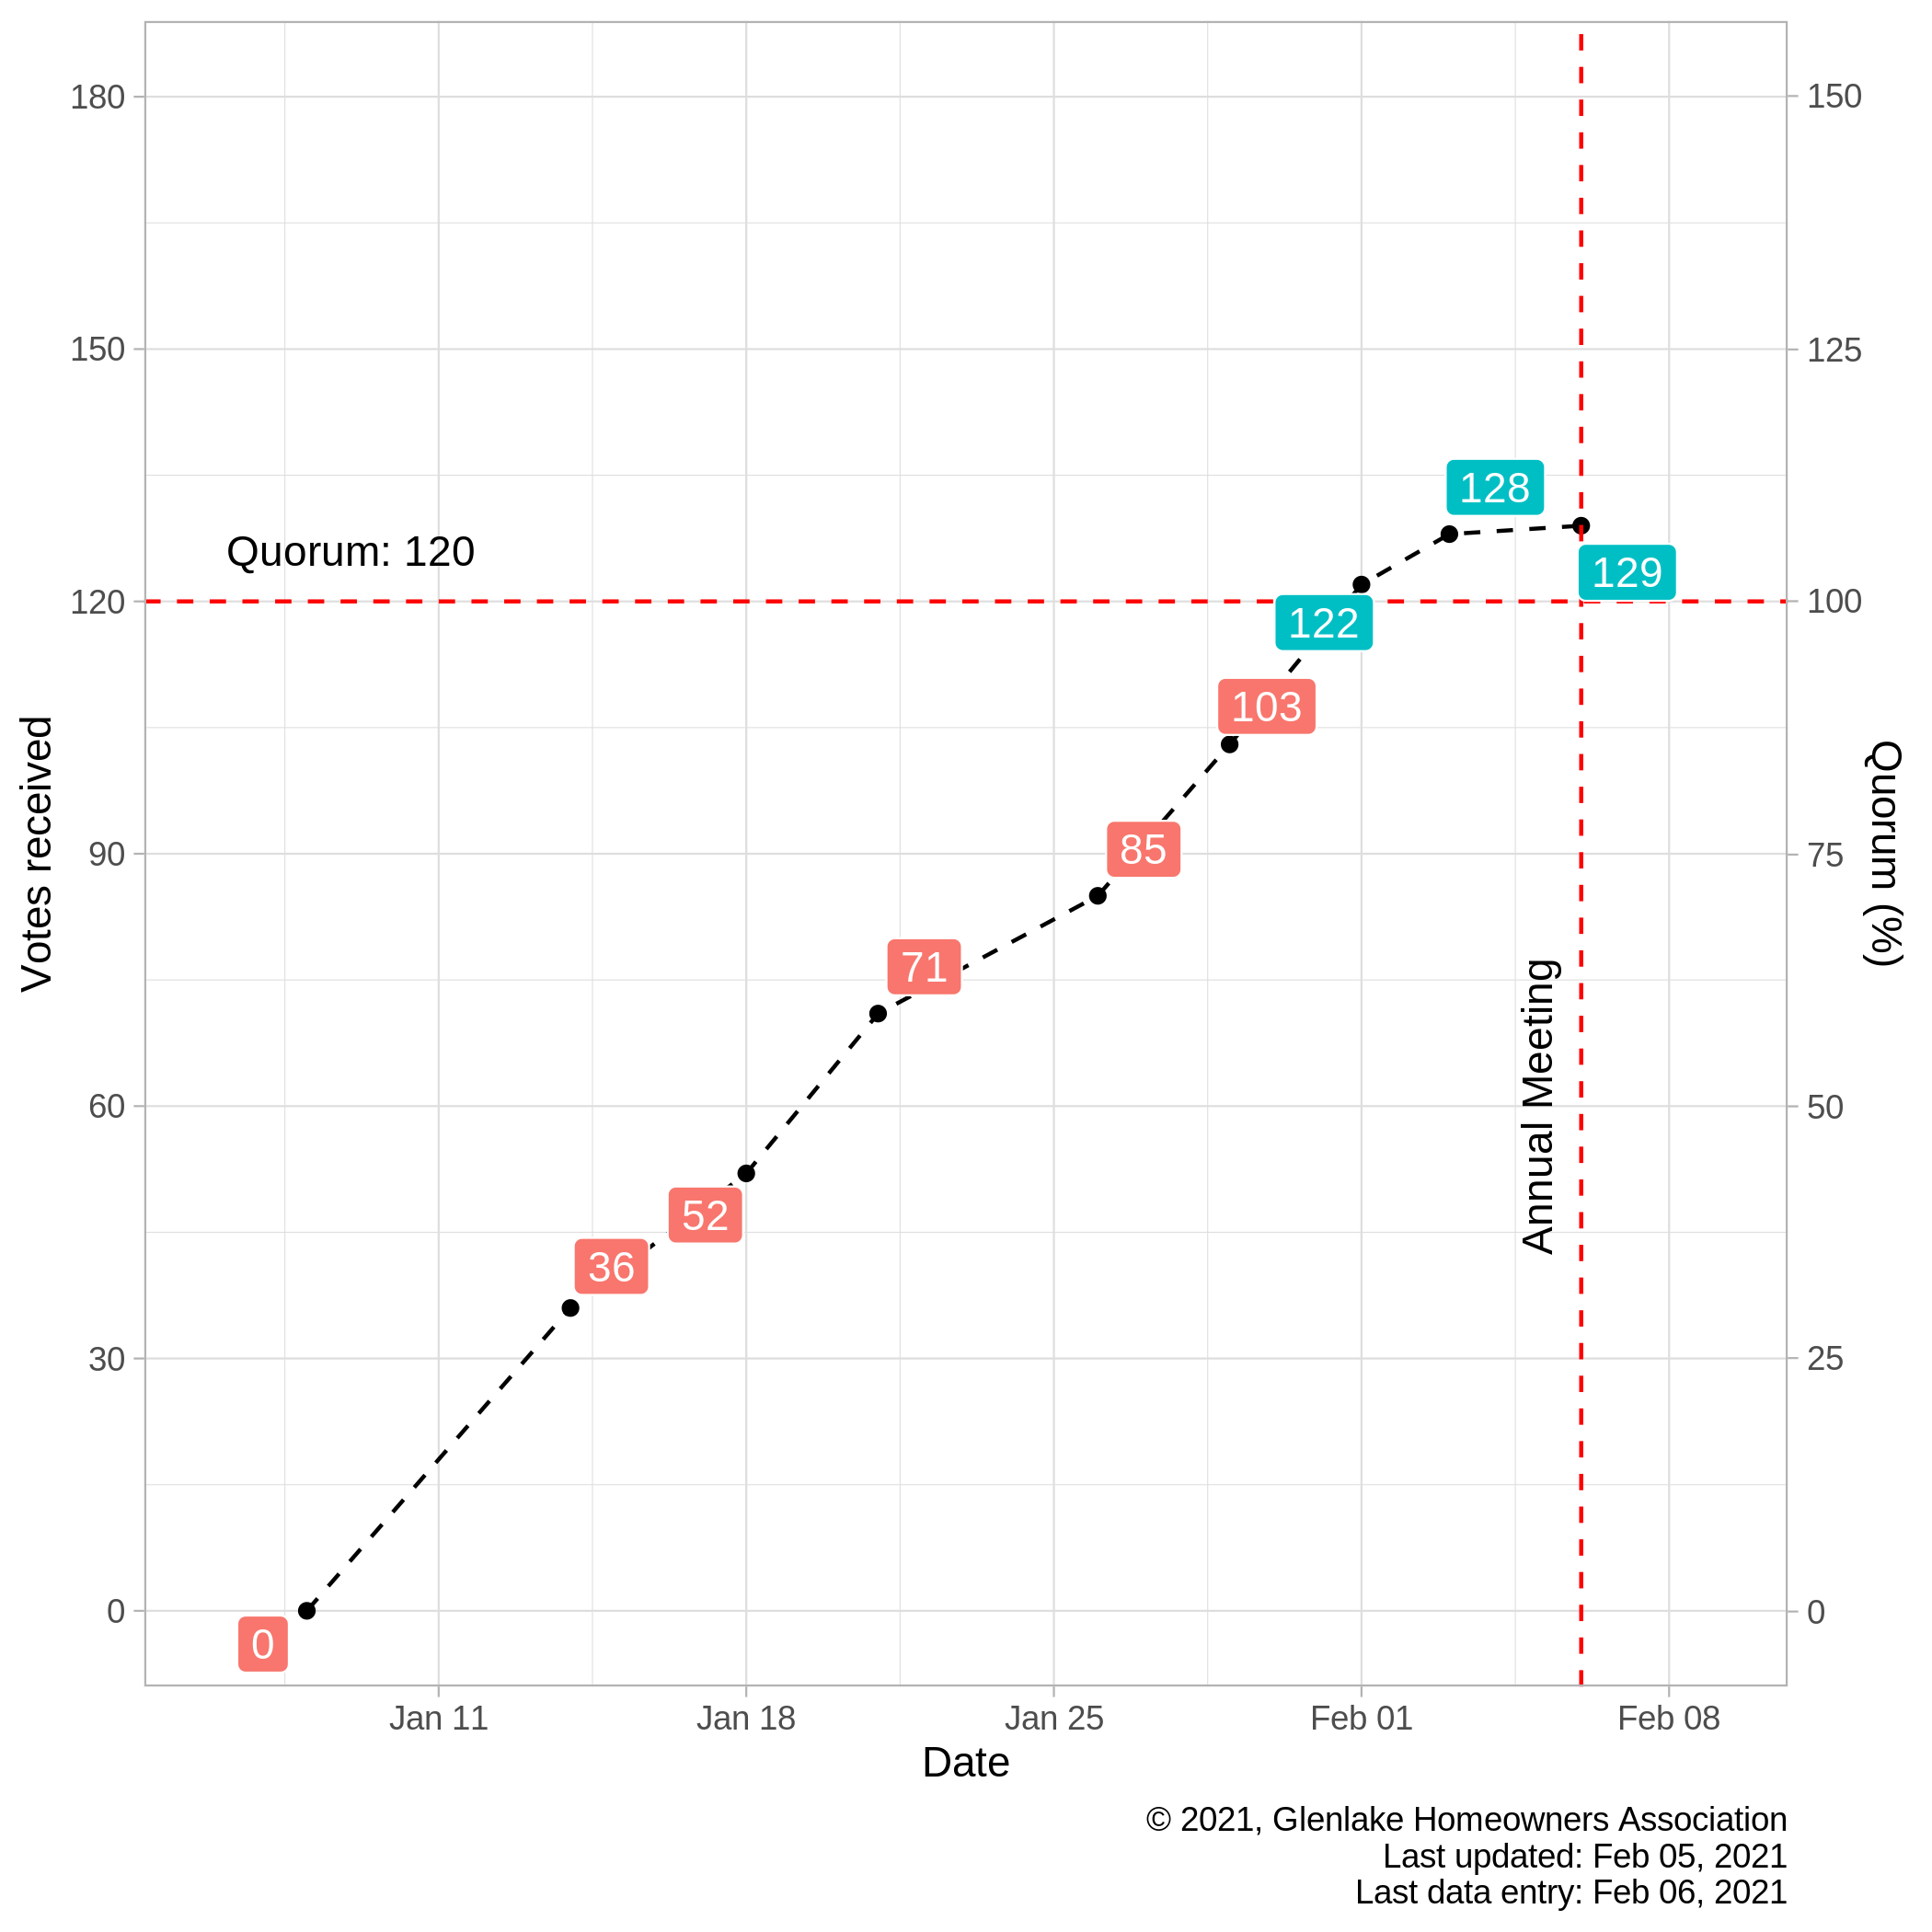 180
150
120
90
60
30
0
Votes received
150
125
100
75
50
25
0
Quorum (%)
Quorum: 120
Annual Meeting
128
129
122
103
85
71
52
36
0
Jan 11
Jan 18
Jan 25
Feb 01
Feb 08
Date
© 2021, Glenlake Homeowners Association
Last updated: Feb 05, 2021
Last data entry: Feb 06, 2021